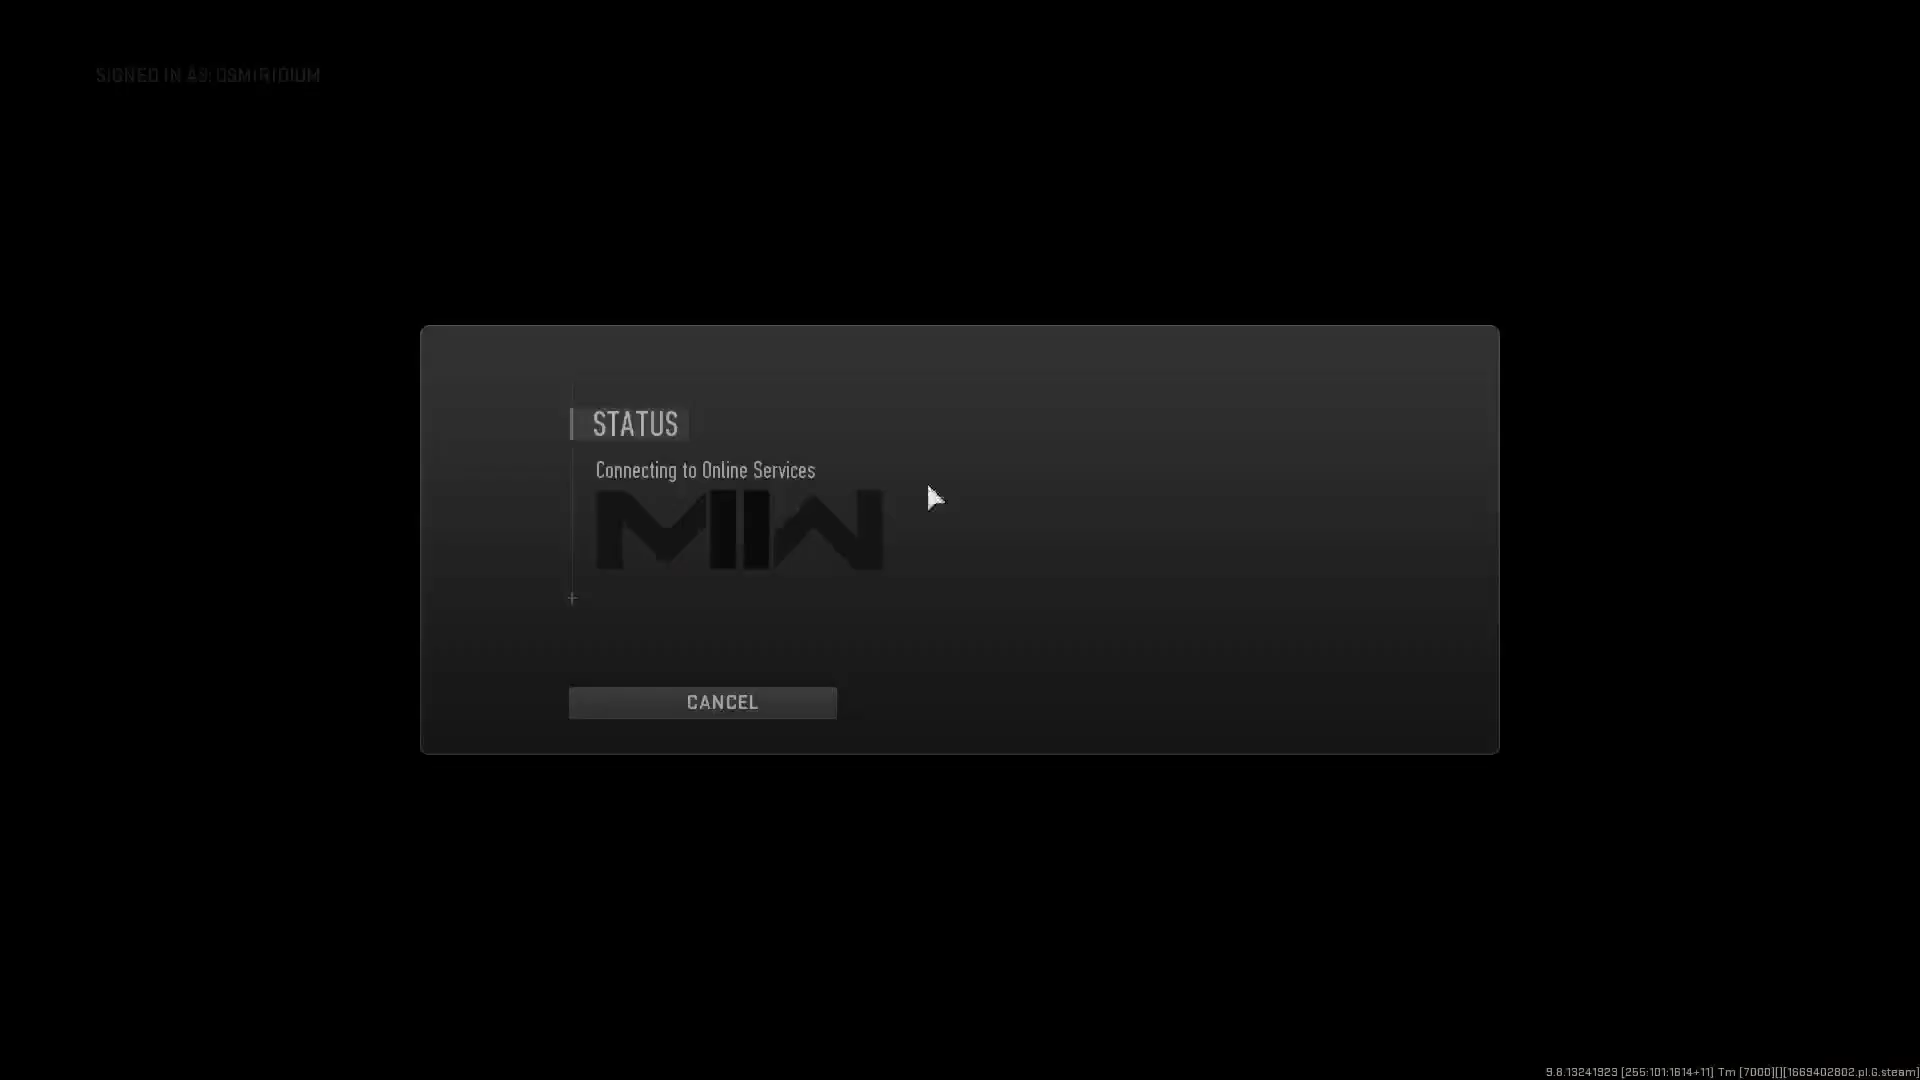 SIGNED IN AS: OSMIRIDIUM
STATUS
Connecting to Online Services
MIIW
CANCEL
9.8.13241923 [255:101:1614+11] Tm [7000][][1669402802.pl.G.steam]